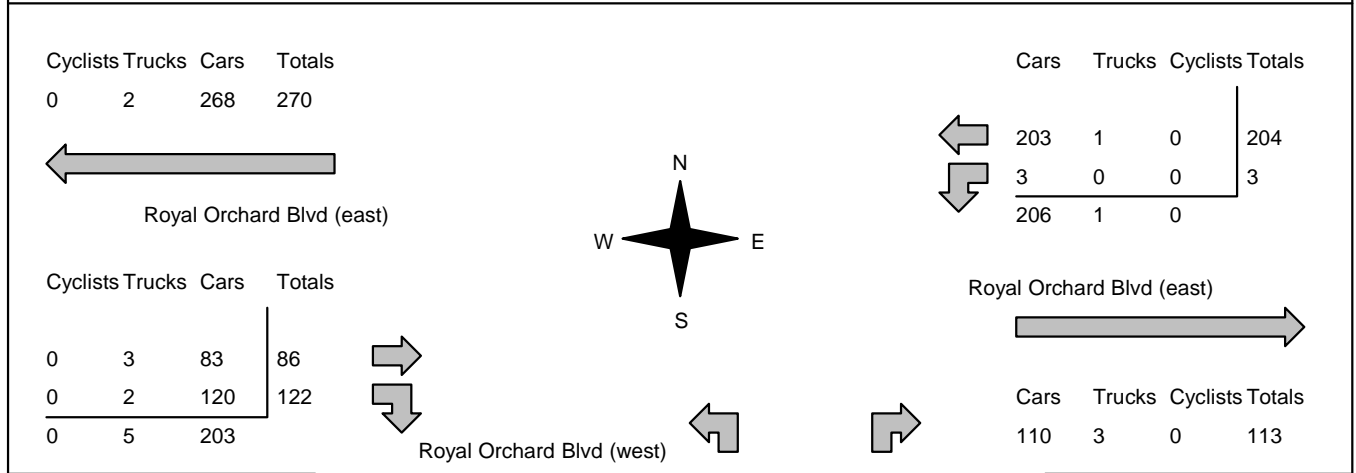 Cyclists Trucks Cars Totals
0 2 268 270
Royal Orchard Blvd (east)
Cyclists Trucks Cars Totals
0 3 83 86
0 2 120 122
0 5 203
Royal Orchard Blvd (west)
N
W E
S
Cars Trucks Cyclists Totals
203 1 0 204
3 0 0 3
206 1 0
Royal Orchard Blvd (east)
Cars Trucks Cyclists Totals
110 3 0 113